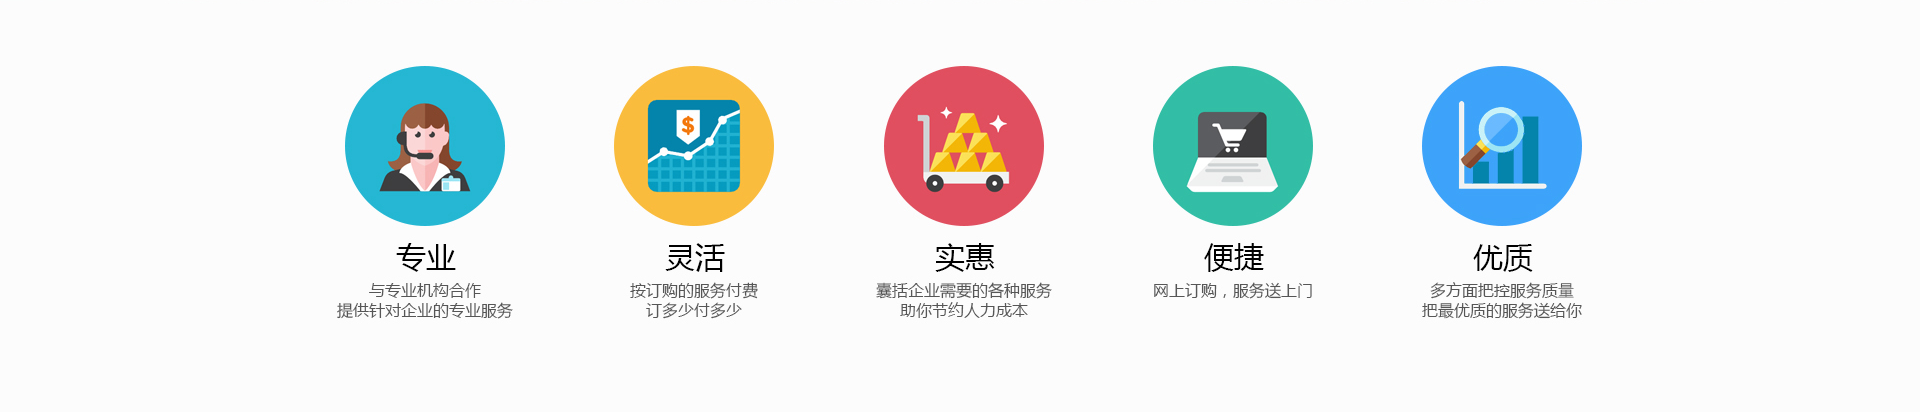 专业
与专业机构合作
提供针对企业的专业服务
灵活
按订购的服务付费
订多少付多少
实惠
囊括企业需要的各种服务
助你节约人力成本
便捷
网上订购，服务送上门
优质
多方面把控服务质量
把最优质的服务送给你